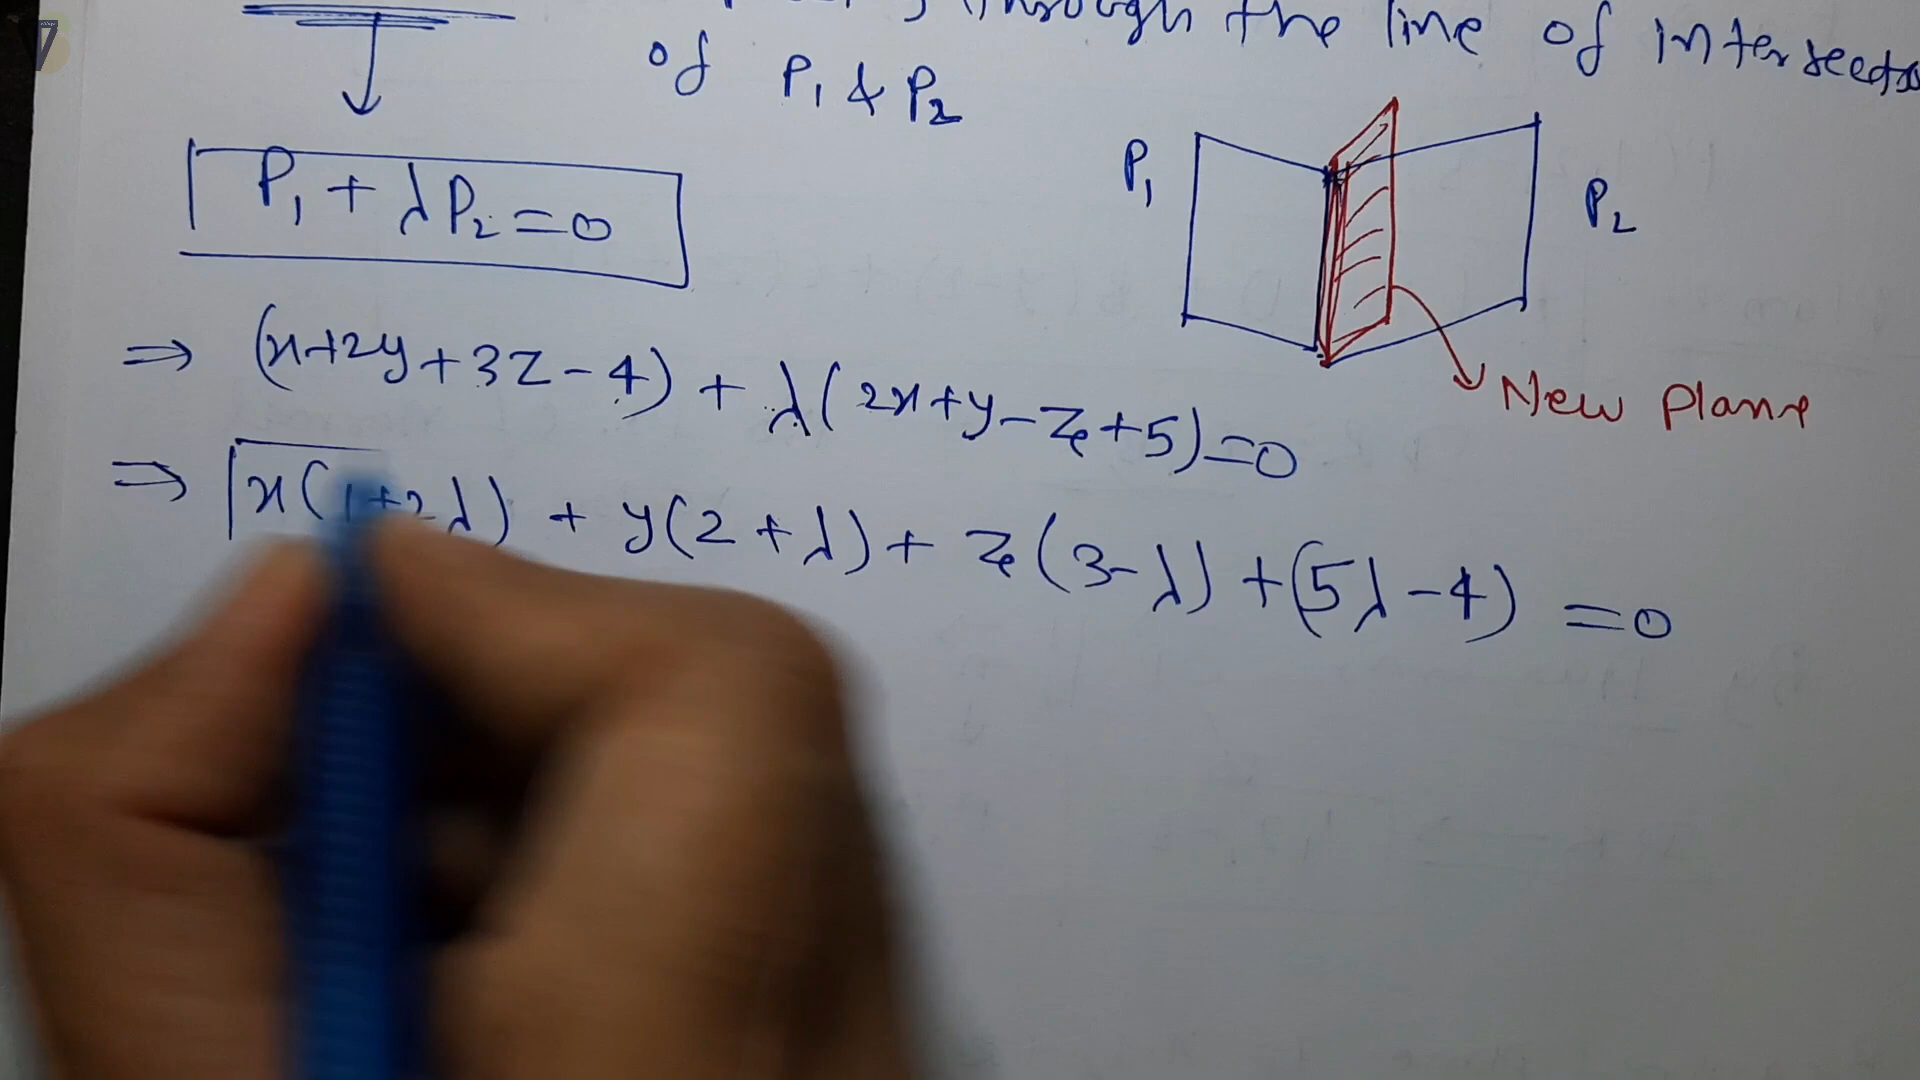 through the line of intersectio
of P₁ & P₂
P₁ + λP₂ = 0
P₁
P₂
⇒ (x+2y+3z-4) + λ(2x+y-z+5)=0
New Plane
⇒ x(1+2λ) + y(2+λ) + z(3-λ) + (5λ-4) = 0